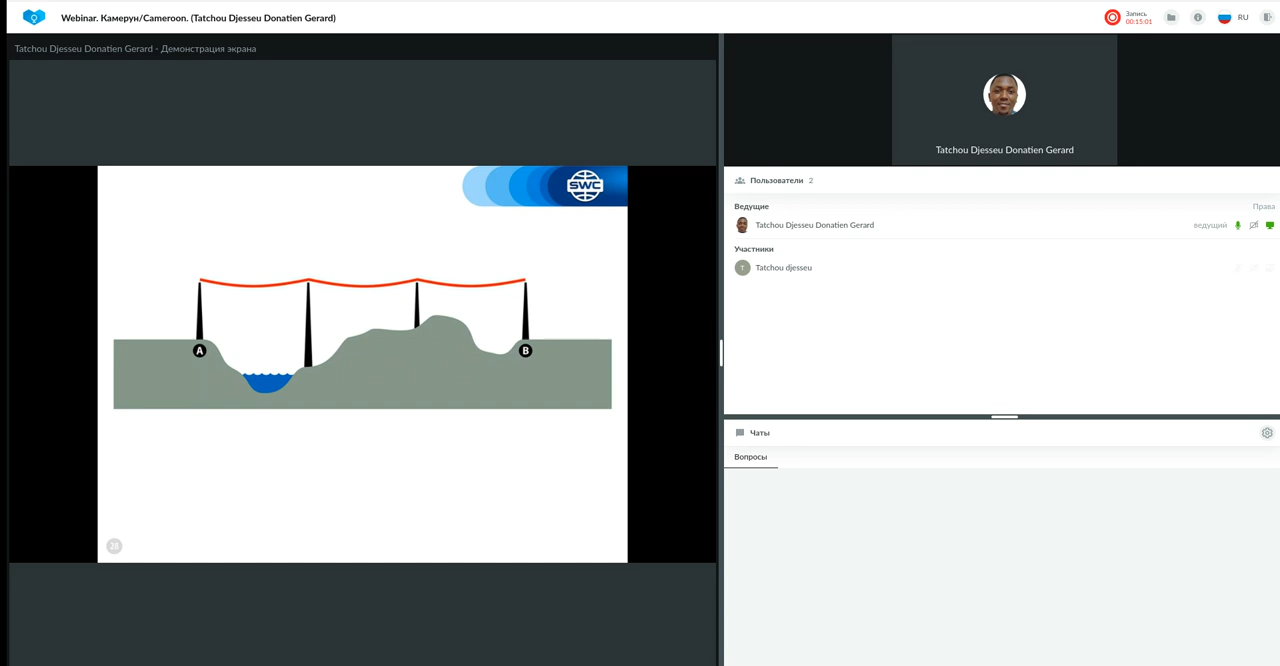 Webinar. Камерун/Cameroon. (Tatchou Djesseu Donatien Gerard)
Запись
00:15:01
RU
Tatchou Djesseu Donatien Gerard - Демонстрация экрана
SWC
A
B
28
Tatchou Djesseu Donatien Gerard
Пользователи 2
Ведущие Права
Tatchou Djesseu Donatien Gerard ведущий
Участники
T Tatchou djesseu
Чаты
Вопросы